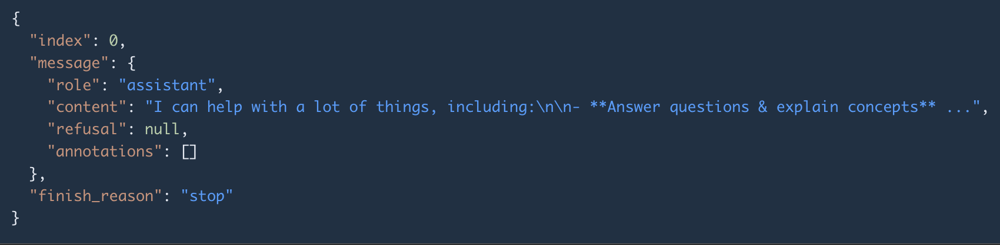 {
  "index": 0,
  "message": {
    "role": "assistant",
    "content": "I can help with a lot of things, including:\n\n- **Answer questions & explain concepts** ...",
    "refusal": null,
    "annotations": []
  },
  "finish_reason": "stop"
}